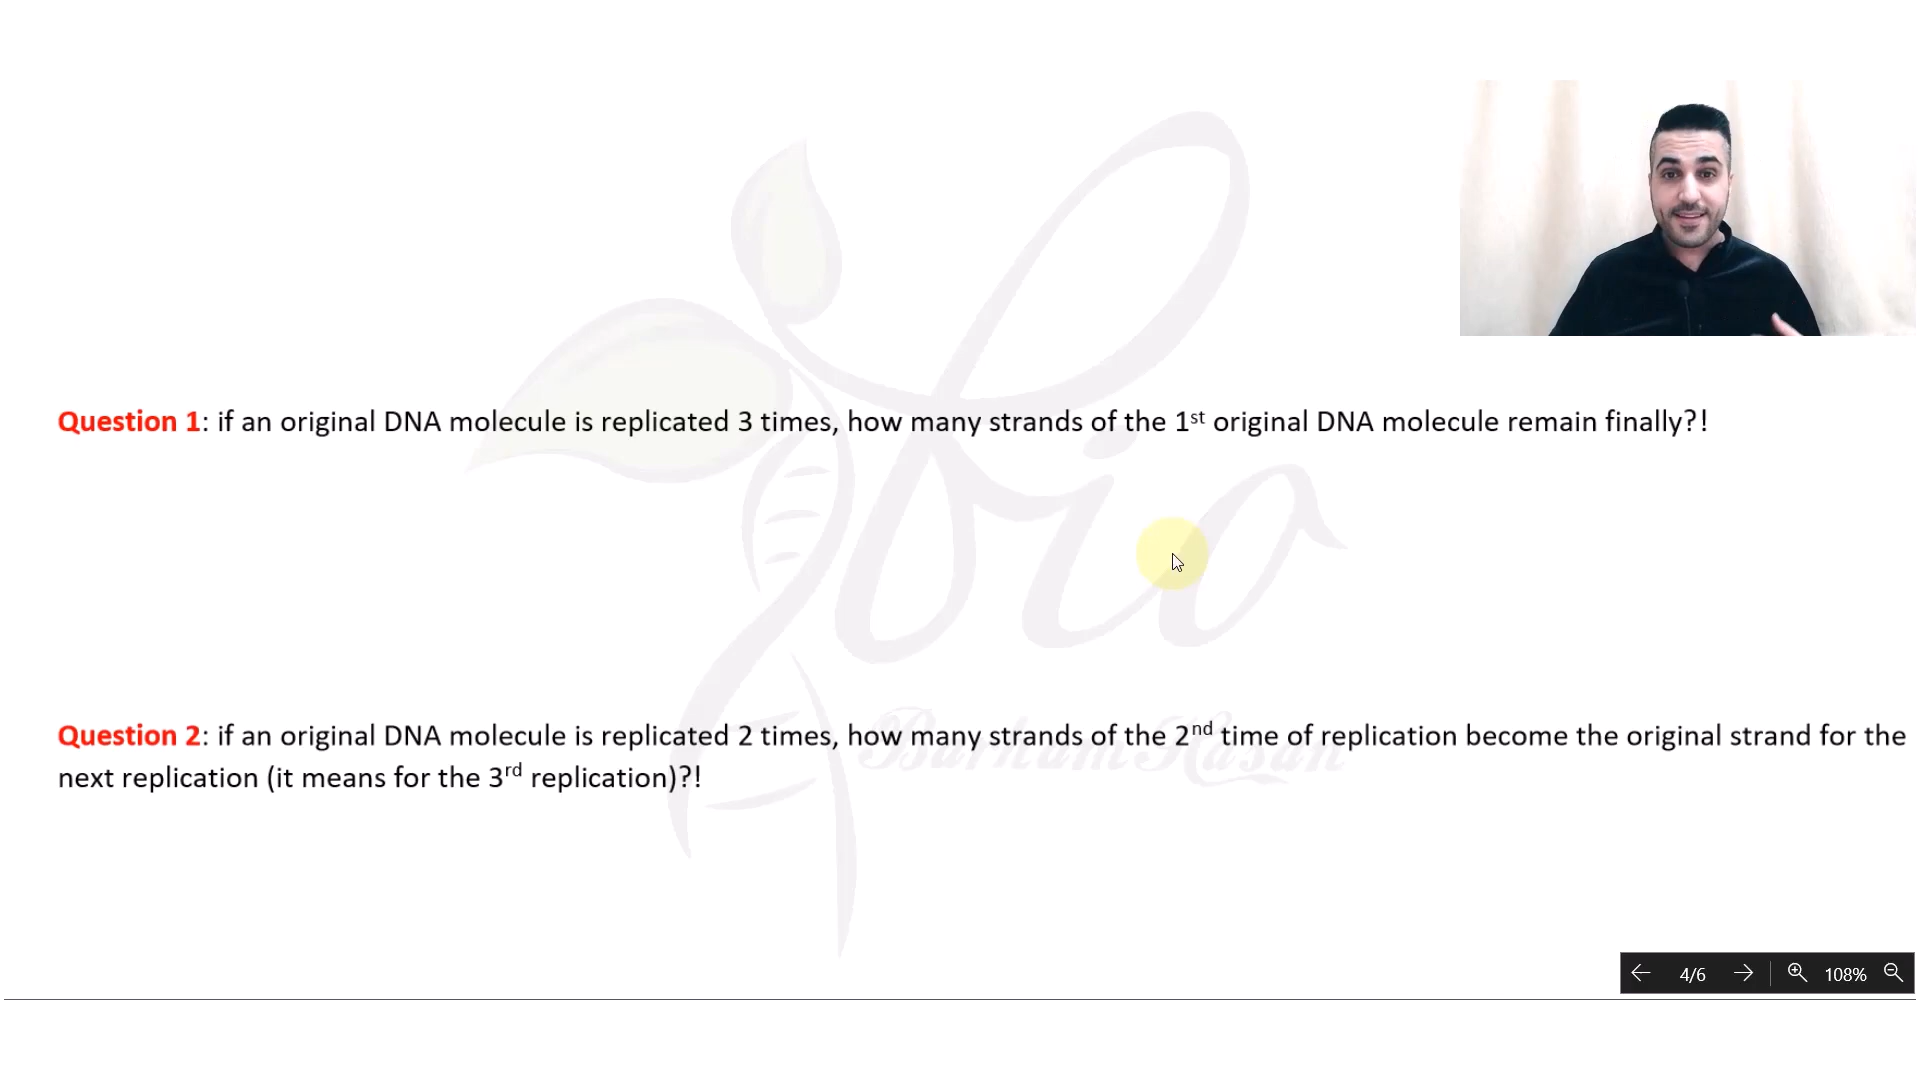 Question 1: if an original DNA molecule is replicated 3 times, how many strands of the 1st original DNA molecule remain finally?!
bio
Burham Hasan
Question 2: if an original DNA molecule is replicated 2 times, how many strands of the 2nd time of replication become the original strand for the
next replication (it means for the 3rd replication)?!
4/6 108%